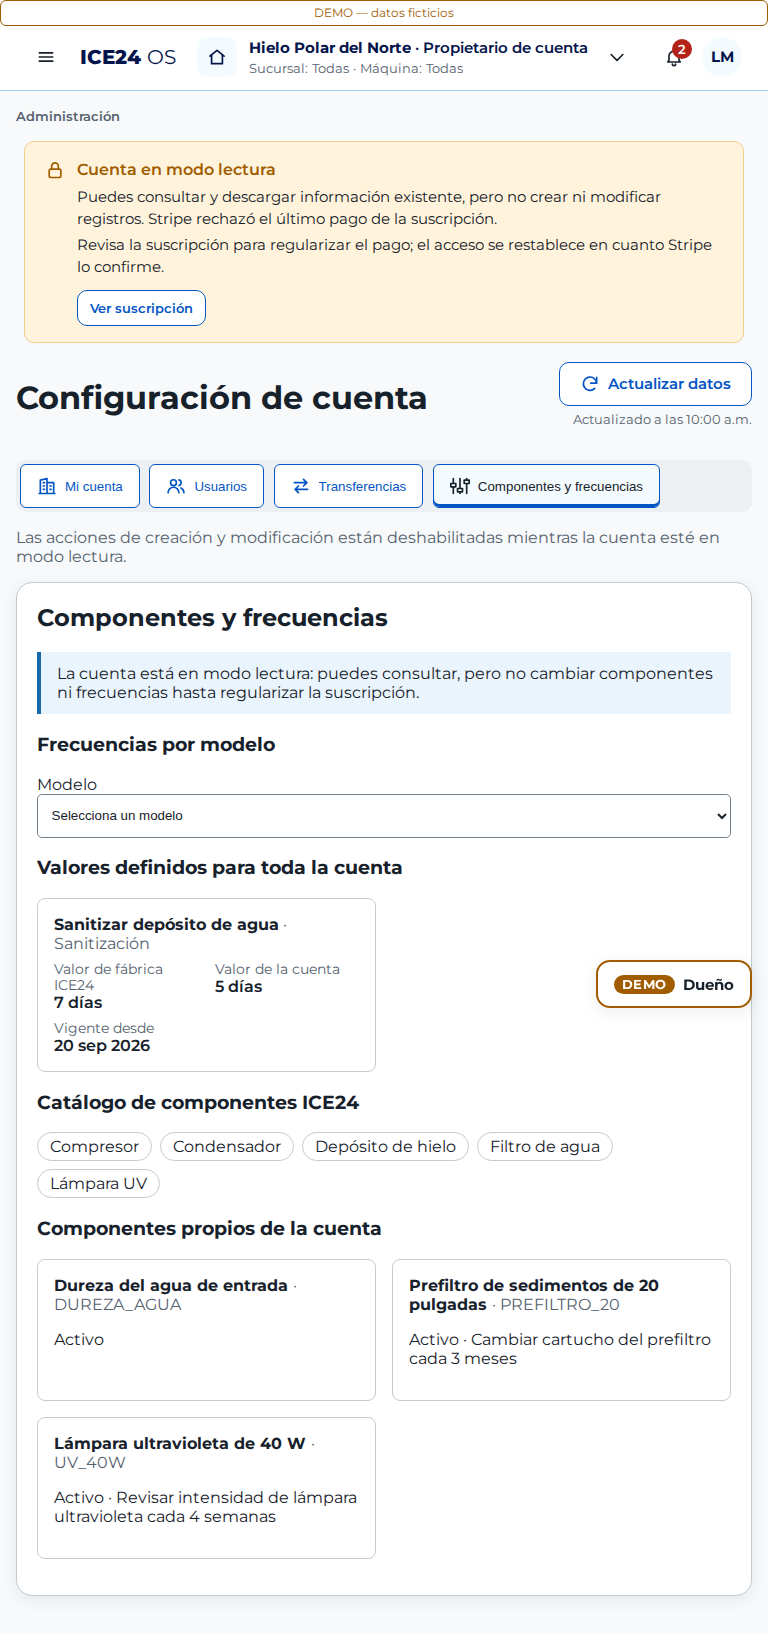 DEMO — datos ficticios
ICE24 OS
Hielo Polar del Norte · Propietario de cuenta
Sucursal: Todas · Máquina: Todas
2
LM
Administración
Cuenta en modo lectura
Puedes consultar y descargar información existente, pero no crear ni modificar
registros. Stripe rechazó el último pago de la suscripción.
Revisa la suscripción para regularizar el pago; el acceso se restablece en cuanto Stripe
lo confirme.
Ver suscripción
Configuración de cuenta
Actualizar datos
Actualizado a las 10:00 a.m.
Mi cuenta
Usuarios
Transferencias
Componentes y frecuencias
Las acciones de creación y modificación están deshabilitadas mientras la cuenta esté en
modo lectura.
Componentes y frecuencias
La cuenta está en modo lectura: puedes consultar, pero no cambiar componentes
ni frecuencias hasta regularizar la suscripción.
Frecuencias por modelo
Modelo
Selecciona un modelo
Valores definidos para toda la cuenta
Sanitizar depósito de agua ·
Sanitización
Valor de fábrica
ICE24
7 días
Valor de la cuenta
5 días
Vigente desde
20 sep 2026
DEMO Dueño
Catálogo de componentes ICE24
Compresor
Condensador
Depósito de hielo
Filtro de agua
Lámpara UV
Componentes propios de la cuenta
Dureza del agua de entrada ·
DUREZA_AGUA
Activo
Prefiltro de sedimentos de 20
pulgadas · PREFILTRO_20
Activo · Cambiar cartucho del prefiltro
cada 3 meses
Lámpara ultravioleta de 40 W ·
UV_40W
Activo · Revisar intensidad de lámpara
ultravioleta cada 4 semanas